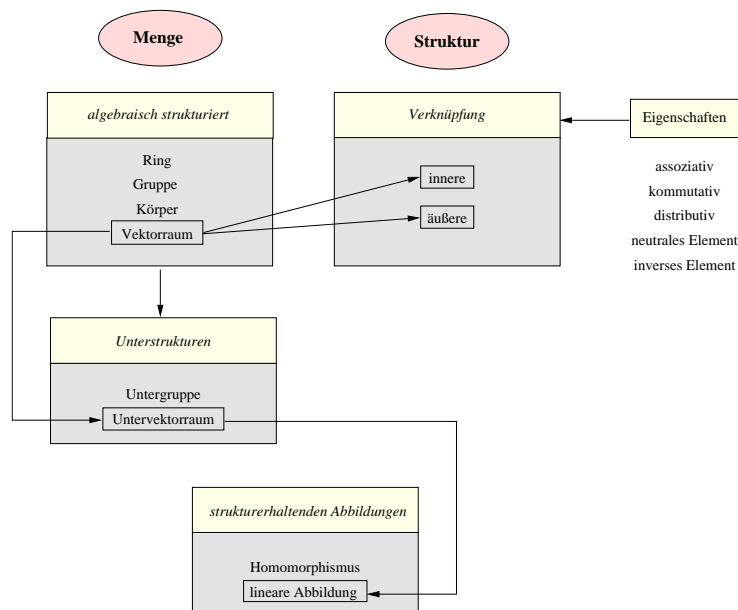 Menge
Struktur
algebraisch strukturiert
Verknüpfung
Eigenschaften
Ring
Gruppe
Körper
Vektorraum
innere
äußere
assoziativ
kommutativ
distributiv
neutrales Element
inverses Element
Unterstrukturen
Untergruppe
Untervektorraum
strukturerhaltenden Abbildungen
Homomorphismus
lineare Abbildung